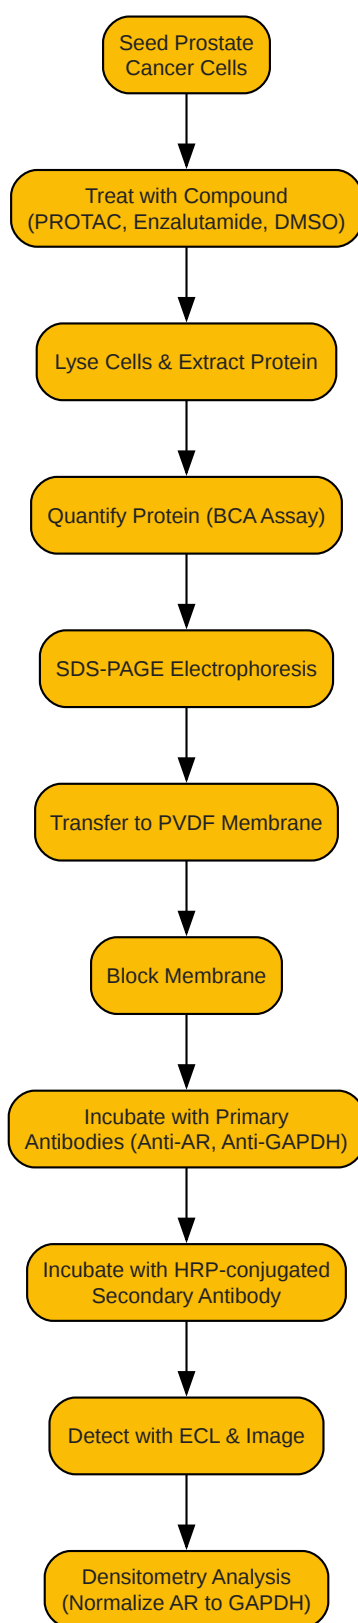 Seed Prostate
Cancer Cells
Treat with Compound
(PROTAC, Enzalutamide, DMSO)
Lyse Cells & Extract Protein
Quantify Protein (BCA Assay)
SDS-PAGE Electrophoresis
Transfer to PVDF Membrane
Block Membrane
Incubate with Primary
Antibodies (Anti-AR, Anti-GAPDH)
Incubate with HRP-conjugated
Secondary Antibody
Detect with ECL & Image
Densitometry Analysis
(Normalize AR to GAPDH)